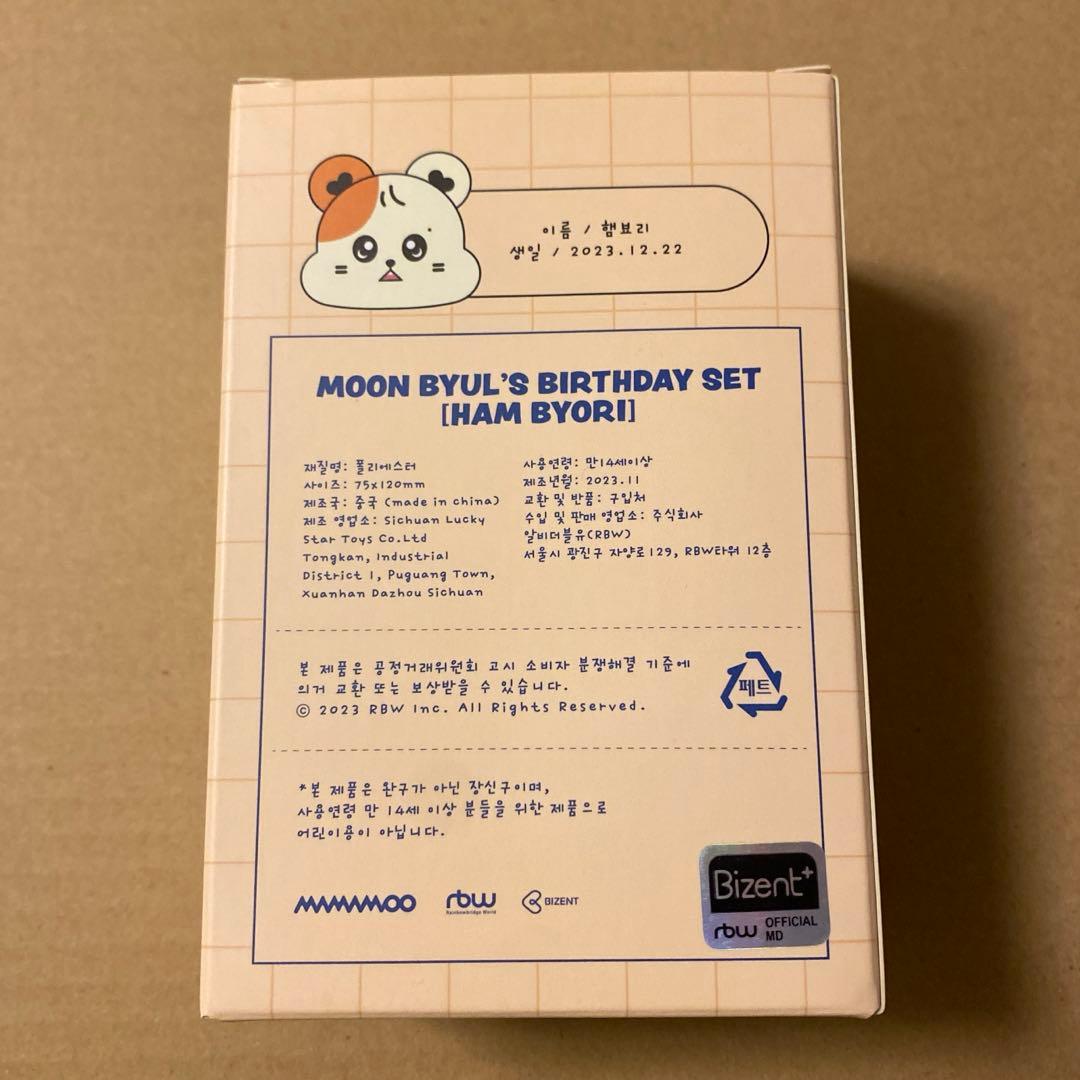 이름 / 햄뵤리
생일 / 2023.12.22
MOON BYUL'S BIRTHDAY SET
[HAM BYORI]
재질명: 폴리에스터
사이즈: 75x120mm
제조국: 중국 (made in china)
제조 영업소: Sichuan Lucky
Star Toys Co.Ltd
Tongkan, Industrial
District 1, Puguang Town,
Xuanhan Dazhou Sichuan
사용연령: 만14세이상
제조년월: 2023.11
교환 및 반품: 구입처
수입 및 판매 영업소: 주식회사
알비더블유(RBW)
서울시 광진구 자양로129, RBW타워 12층
본 제품은 공정거래위원회 고시 소비자 분쟁해결 기준에
의거 교환 또는 보상받을 수 있습니다.
© 2023 RBW Inc. All Rights Reserved.
페트
*본 제품은 완구가 아닌 장신구이며,
사용연령 만 14세 이상 분들을 위한 제품으로
어린이용이 아닙니다.
MAMAMOO
rbw
Rainbowbridge World
BIZENT
Bizent+
rbw OFFICIAL
MD